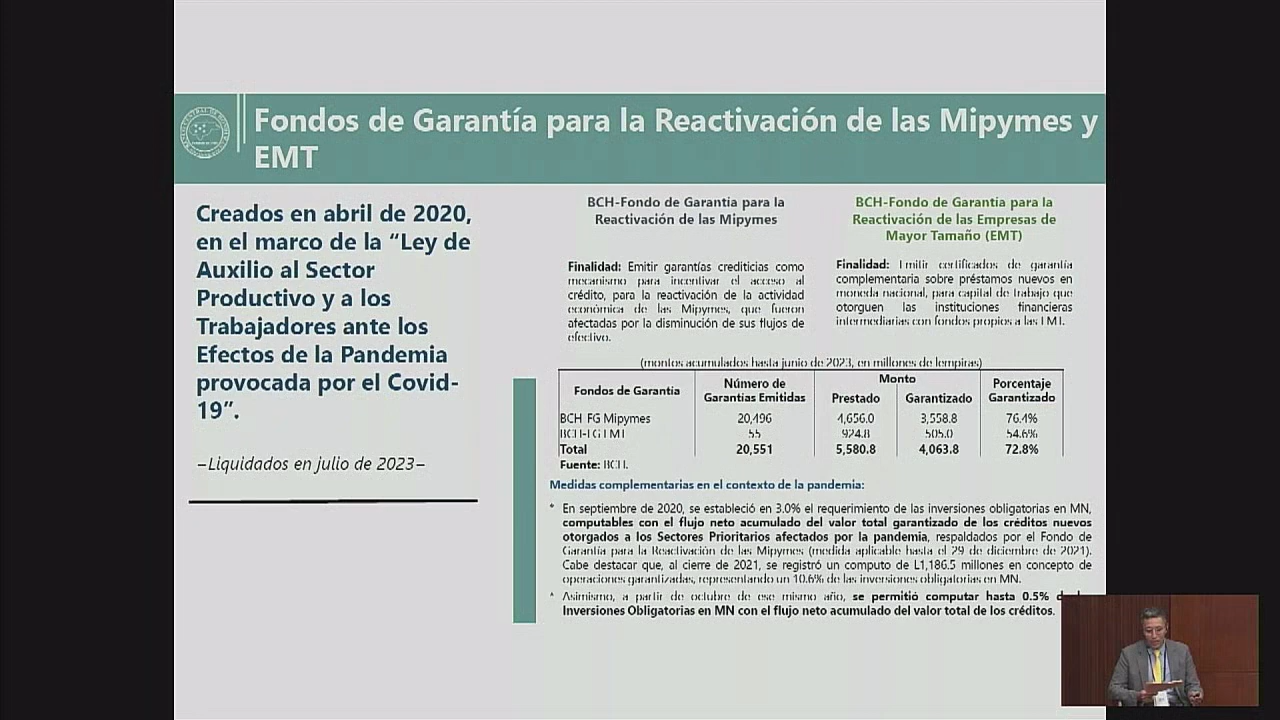 Fondos de Garantía para la Reactivación de las Mipymes y
EMT
Creados en abril de 2020,
en el marco de la “Ley de
Auxilio al Sector
Productivo y a los
Trabajadores ante los
Efectos de la Pandemia
provocada por el Covid-
19”.
–Liquidados en julio de 2023–
BCH-Fondo de Garantía para la
Reactivación de las Mipymes
Finalidad: Emitir garantías crediticias como
mecanismo para incentivar el acceso al
crédito, para la reactivación de la actividad
económica de las Mipymes, que fueron
afectadas por la disminución de sus flujos de
efectivo.
BCH-Fondo de Garantía para la
Reactivación de las Empresas de
Mayor Tamaño (EMT)
Finalidad: Emitir certificados de garantía
complementaria sobre préstamos nuevos en
moneda nacional, para capital de trabajo que
otorguen las instituciones financieras
intermediarias con fondos propios a las EMT.
(montos acumulados hasta junio de 2023, en millones de lempiras)
Fondos de Garantía Número de Garantías Emitidas Monto Prestado Garantizado Porcentaje Garantizado
BCH-FG Mipymes 20,496 4,656.0 3,558.8 76.4%
BCH-FG EMT 55 924.8 505.0 54.6%
Total 20,551 5,580.8 4,063.8 72.8%
Fuente: BCH.
Medidas complementarias en el contexto de la pandemia:
* En septiembre de 2020, se estableció en 3.0% el requerimiento de las inversiones obligatorias en MN,
computables con el flujo neto acumulado del valor total garantizado de los créditos nuevos
otorgados a los Sectores Prioritarios afectados por la pandemia, respaldados por el Fondo de
Garantía para la Reactivación de las Mipymes (medida aplicable hasta el 29 de diciembre de 2021).
Cabe destacar que, al cierre de 2021, se registró un computo de L1,186.5 millones en concepto de
operaciones garantizadas, representando un 10.6% de las inversiones obligatorias en MN.
* Asimismo, a partir de octubre de ese mismo año, se permitió computar hasta 0.5%
Inversiones Obligatorias en MN con el flujo neto acumulado del valor total de los créditos.